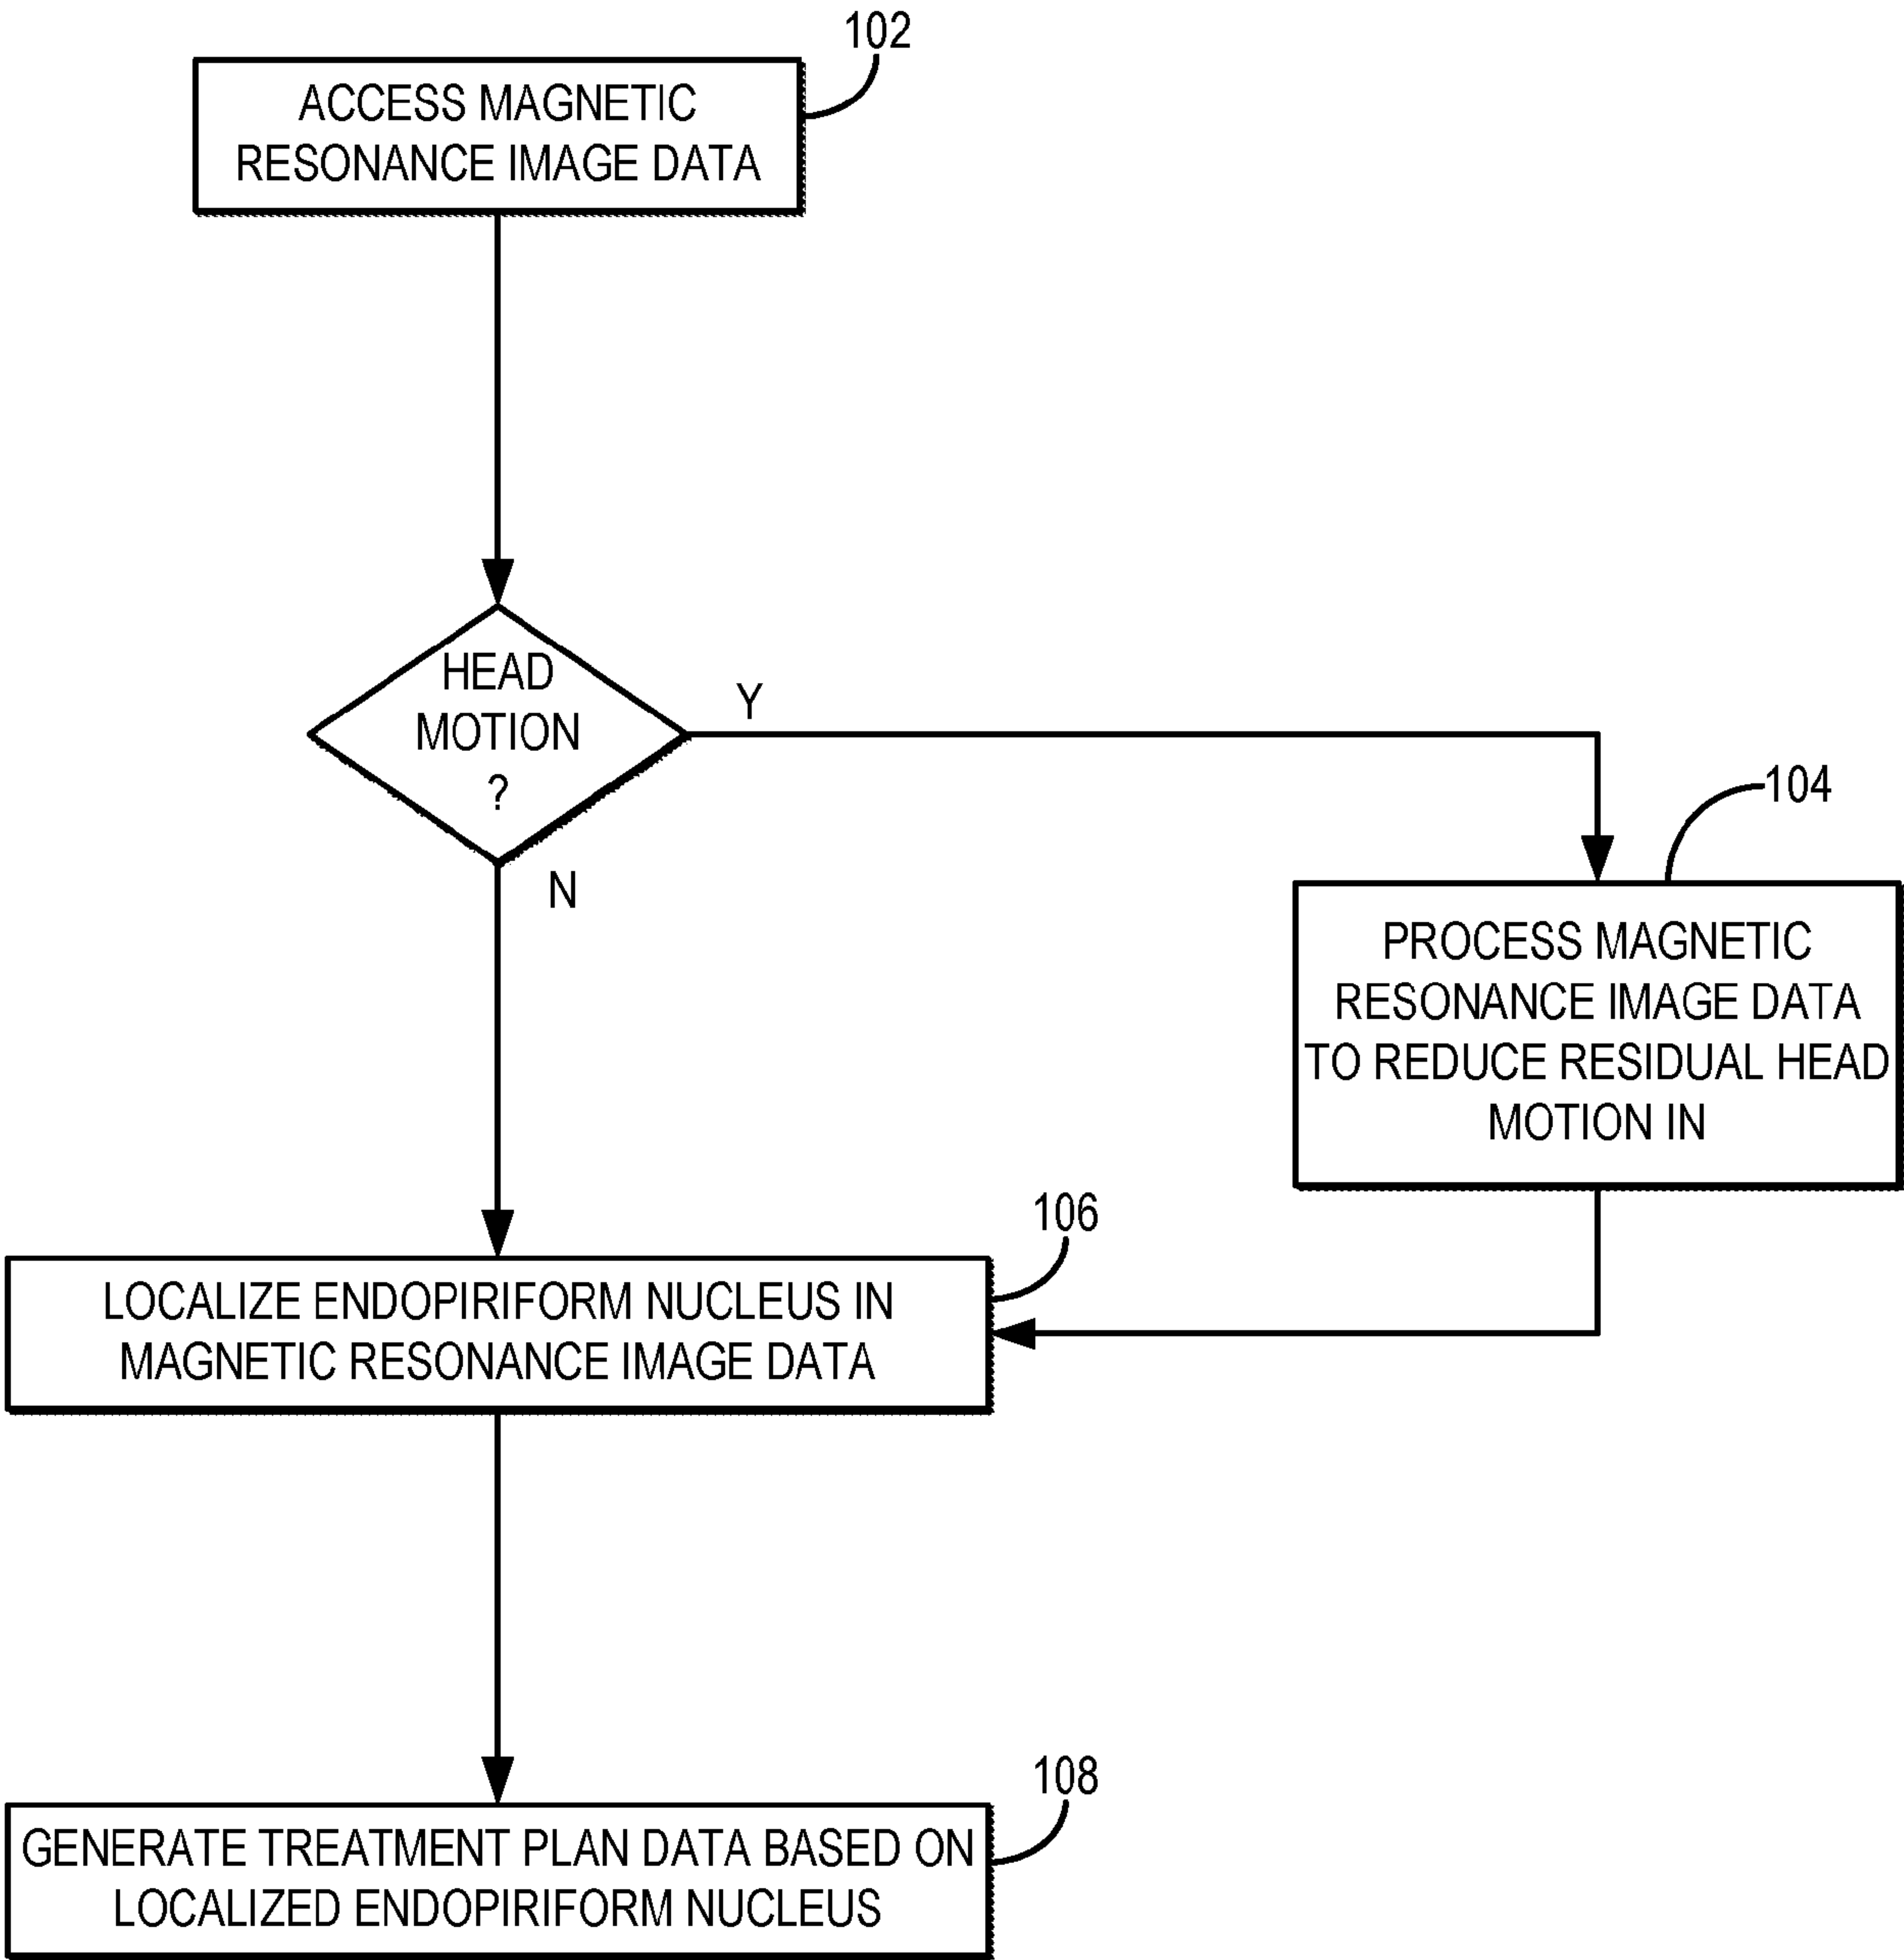 102
ACCESS MAGNETIC
RESONANCE IMAGE DATA
HEAD
MOTION
?
Y
N
104
PROCESS MAGNETIC
RESONANCE IMAGE DATA
TO REDUCE RESIDUAL HEAD
MOTION IN
106
LOCALIZE ENDOPIRIFORM NUCLEUS IN
MAGNETIC RESONANCE IMAGE DATA
108
GENERATE TREATMENT PLAN DATA BASED ON
LOCALIZED ENDOPIRIFORM NUCLEUS